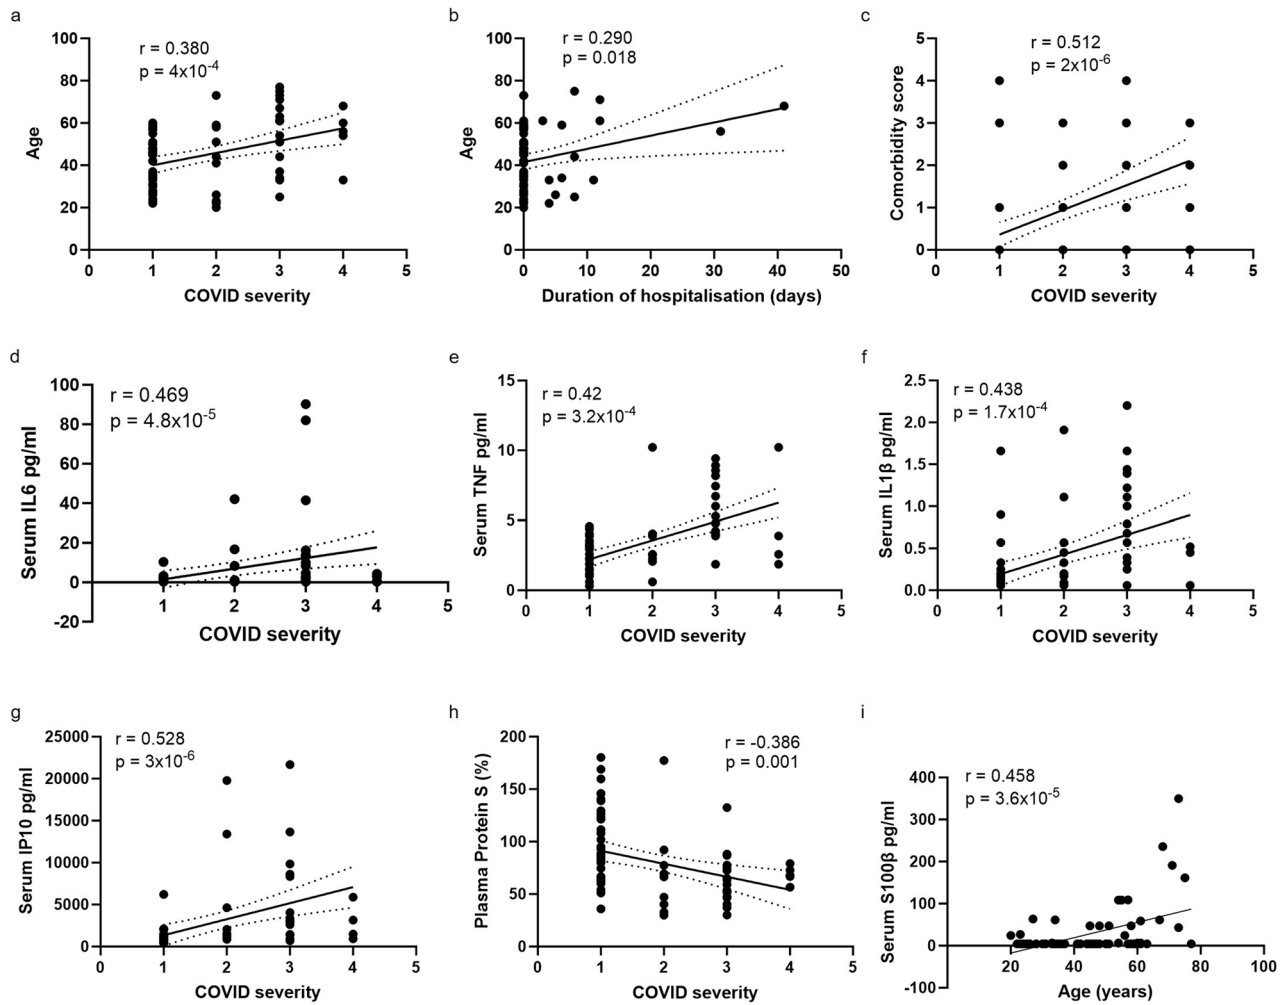 a
r = 0.380
p = 4x10-4
100
80
60
40
20
0
Age
0 1 2 3 4 5
COVID severity
b
r = 0.290
p = 0.018
100
80
60
40
20
0
Age
0 10 20 30 40 50
Duration of hospitalisation (days)
c
r = 0.512
p = 2x10-6
5
4
3
2
1
0
Comorbidity score
0 1 2 3 4 5
COVID severity
d
r = 0.469
p = 4.8x10-5
100
80
60
40
20
0
-20
Serum IL6 pg/ml
1 2 3 4 5
COVID severity
e
r = 0.42
p = 3.2x10-4
15
10
5
0
Serum TNF pg/ml
0 1 2 3 4 5
COVID severity
f
r = 0.438
p = 1.7x10-4
2.5
2.0
1.5
1.0
0.5
0.0
Serum IL1β pg/ml
0 1 2 3 4 5
COVID severity
g
r = 0.528
p = 3x10-6
25000
20000
15000
10000
5000
0
Serum IP10 pg/ml
0 1 2 3 4 5
COVID severity
h
r = -0.386
p = 0.001
200
150
100
50
0
Plasma Protein S (%)
0 1 2 3 4 5
COVID severity
i
r = 0.458
p = 3.6x10-5
400
300
200
100
0
-100
Serum S100β pg/ml
20 40 60 80 100
Age (years)